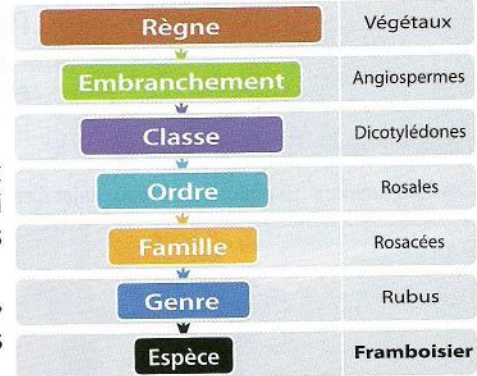 Règne Végétaux
Embranchement Angiospermes
Classe Dicotylédones
Ordre Rosales
Famille Rosacées
Genre Rubus
Espèce Framboisier